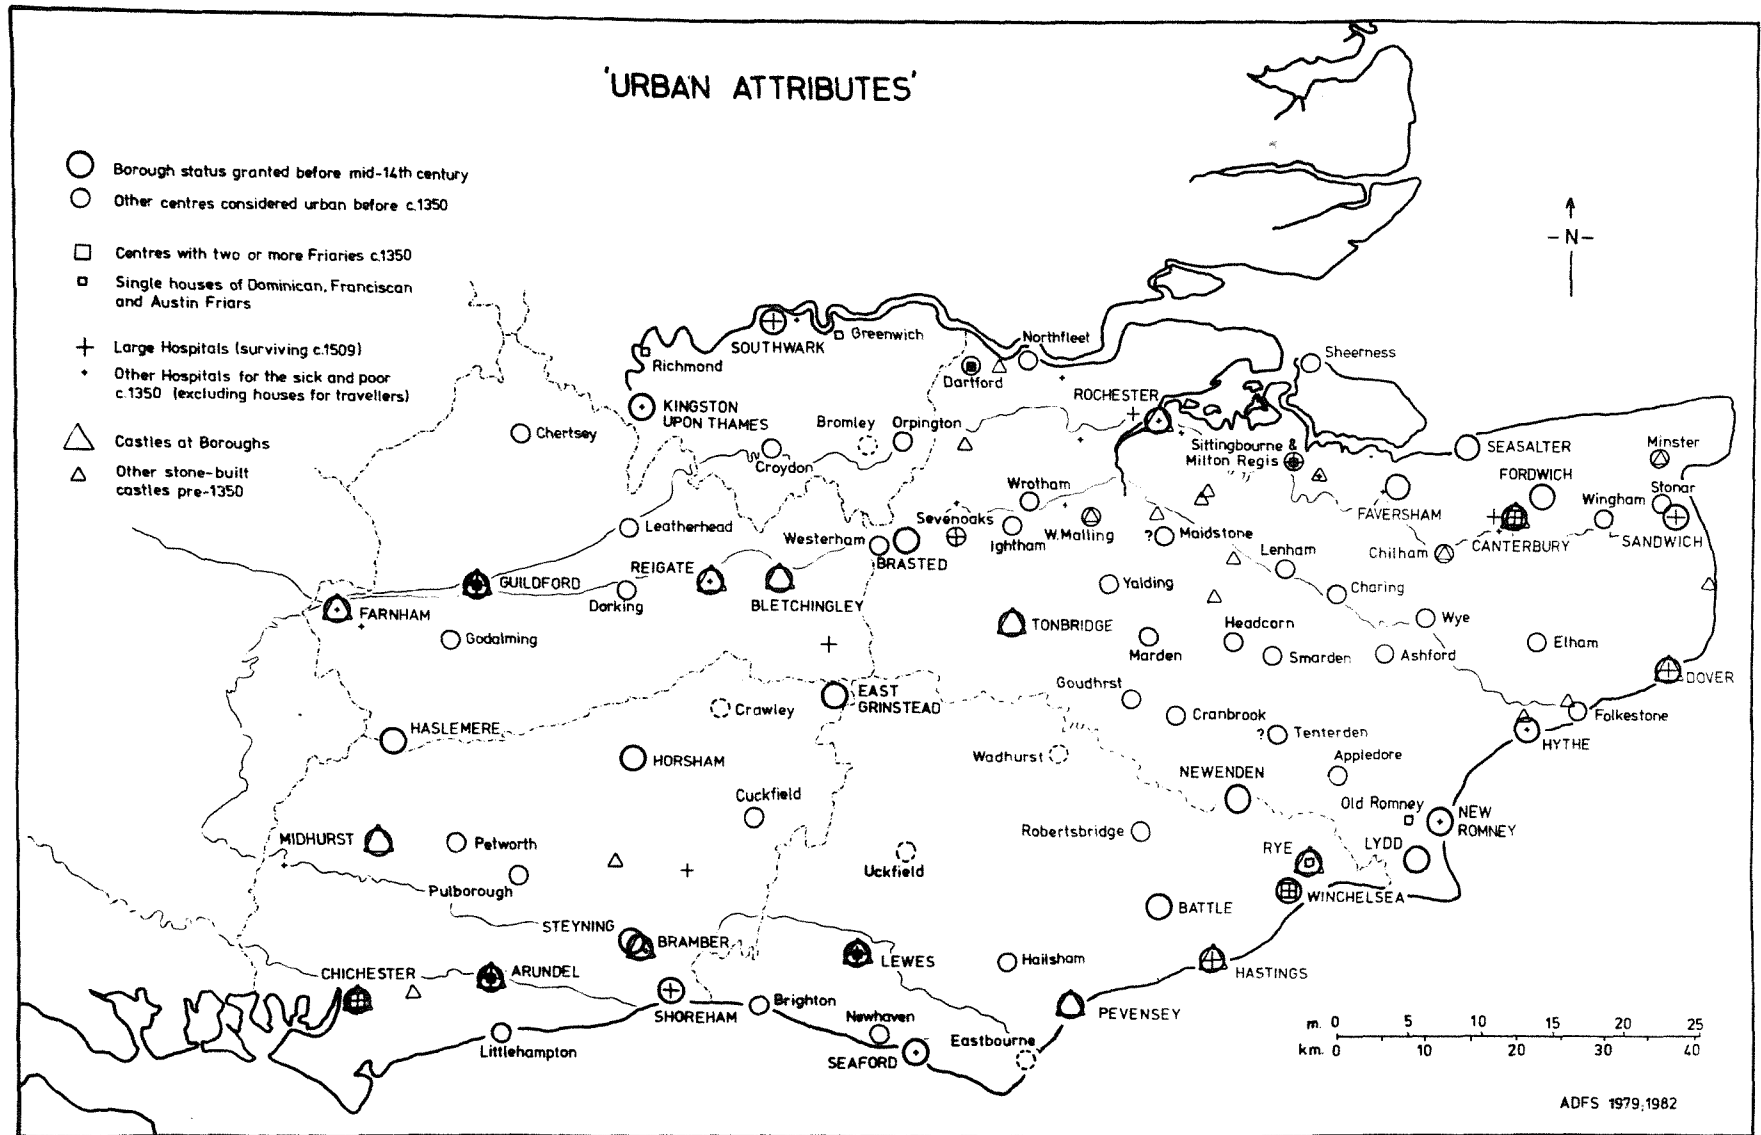 'URBAN ATTRIBUTES'
Borough status granted before mid-14th century
Other centres considered urban before c.1350
Centres with two or more Friaries c.1350
Single houses of Dominican, Franciscan
and Austin Friars
Large Hospitals (surviving c.1509)
Other Hospitals for the sick and poor
c.1350 (excluding houses for travellers)
Castles at Boroughs
Other stone-built
castles pre-1350
-N-
SOUTHWARK
Greenwich
Richmond
Northfleet
Sheerness
Dartford
KINGSTON
UPON THAMES
ROCHESTER
Chertsey
Bromley
Orpington
Croydon
Sittingbourne &
Milton Regis
SEASALTER
Minster
FORDWICH
Wrotham
Stonar
Wingham
FAVERSHAM
Leatherhead
Sevenoaks
Westerham
Ightham
W.Malling
? Maidstone
Chilham
CANTERBURY
SANDWICH
BRASTED
Lenham
REIGATE
GUILDFORD
Dorking
BLETCHINGLEY
Yalding
Charing
FARNHAM
TONBRIDGE
Wye
Godalming
Headcorn
Marden
Smarden
Ashford
Elham
DOVER
Goudhrst
EAST
GRINSTEAD
Crawley
Cranbrook
Folkestone
HASLEMERE
? Tenterden
HYTHE
HORSHAM
Wadhurst
Appledore
NEWENDEN
Cuckfield
Old Romney
NEW
ROMNEY
MIDHURST
Petworth
Robertsbridge
RYE
LYDD
Uckfield
Pulborough
WINCHELSEA
BATTLE
STEYNING
BRAMBER
LEWES
Hailsham
HASTINGS
CHICHESTER
ARUNDEL
SHOREHAM
Brighton
PEVENSEY
Newhaven
Littlehampton
SEAFORD
Eastbourne
m. 0 5 10 15 20 25
km. 0 10 20 30 40
ADFS 1979;1982